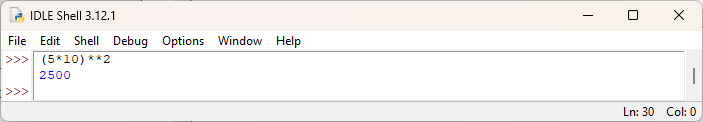 IDLE Shell 3.12.1
File Edit Shell Debug Options Window Help
>>> (5*10)**2
2500
>>>
Ln: 30 Col: 0